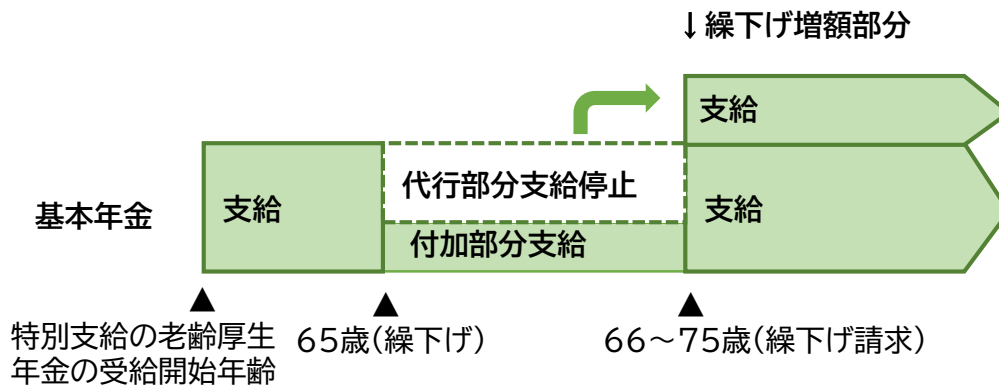 ↓繰下げ増額部分
支給
代行部分支給停止
基本年金
支給
支給
付加部分支給
特別支給の老齢厚生
年金の受給開始年齢
65歳(繰下げ)
66～75歳(繰下げ請求)